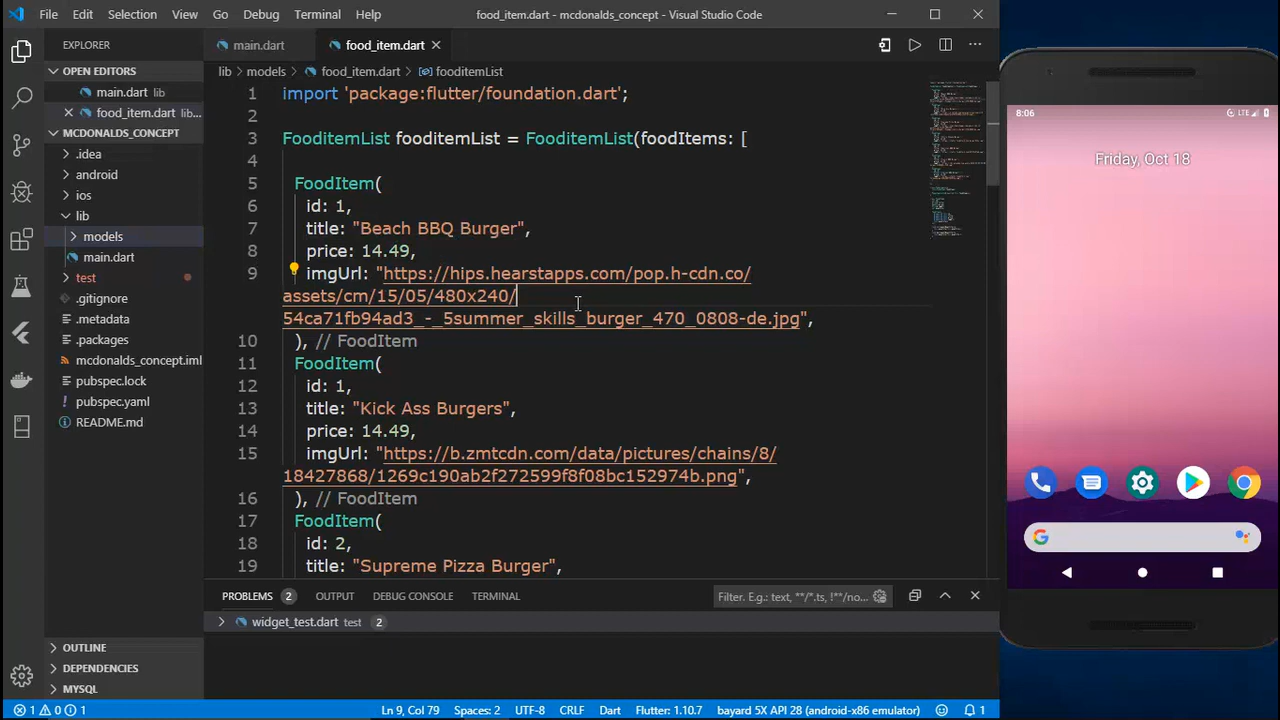 File Edit Selection View Go Debug Terminal Help
food_item.dart - mcdonalds_concept - Visual Studio Code
EXPLORER
OPEN EDITORS
main.dart lib
food_item.dart lib...
MCDONALDS_CONCEPT
.idea
android
ios
lib
models
main.dart
test
.gitignore
.metadata
.packages
mcdonalds_concept.iml
pubspec.lock
pubspec.yaml
README.md
OUTLINE
DEPENDENCIES
MYSQL
main.dart
food_item.dart
lib > models > food_item.dart > fooditemList
1 import 'package:flutter/foundation.dart';
2
3 FooditemList fooditemList = FooditemList(foodItems: [
4
5 FoodItem(
6 id: 1,
7 title: "Beach BBQ Burger",
8 price: 14.49,
9 imgUrl: "https://hips.hearstapps.com/pop.h-cdn.co/
assets/cm/15/05/480x240/
54ca71fb94ad3_-_5summer_skills_burger_470_0808-de.jpg",
10 ), // FoodItem
11 FoodItem(
12 id: 1,
13 title: "Kick Ass Burgers",
14 price: 14.49,
15 imgUrl: "https://b.zmtcdn.com/data/pictures/chains/8/
18427868/1269c190ab2f272599f8f08bc152974b.png",
16 ), // FoodItem
17 FoodItem(
18 id: 2,
19 title: "Supreme Pizza Burger",
PROBLEMS 2 OUTPUT DEBUG CONSOLE TERMINAL
Filter. E.g.: text, **/*.ts, !**/no...
widget_test.dart test 2
1 0 1
Ln 9, Col 79 Spaces: 2 UTF-8 CRLF Dart Flutter: 1.10.7 bayard 5X API 28 (android-x86 emulator) 1
8:06
LTE
Friday, Oct 18